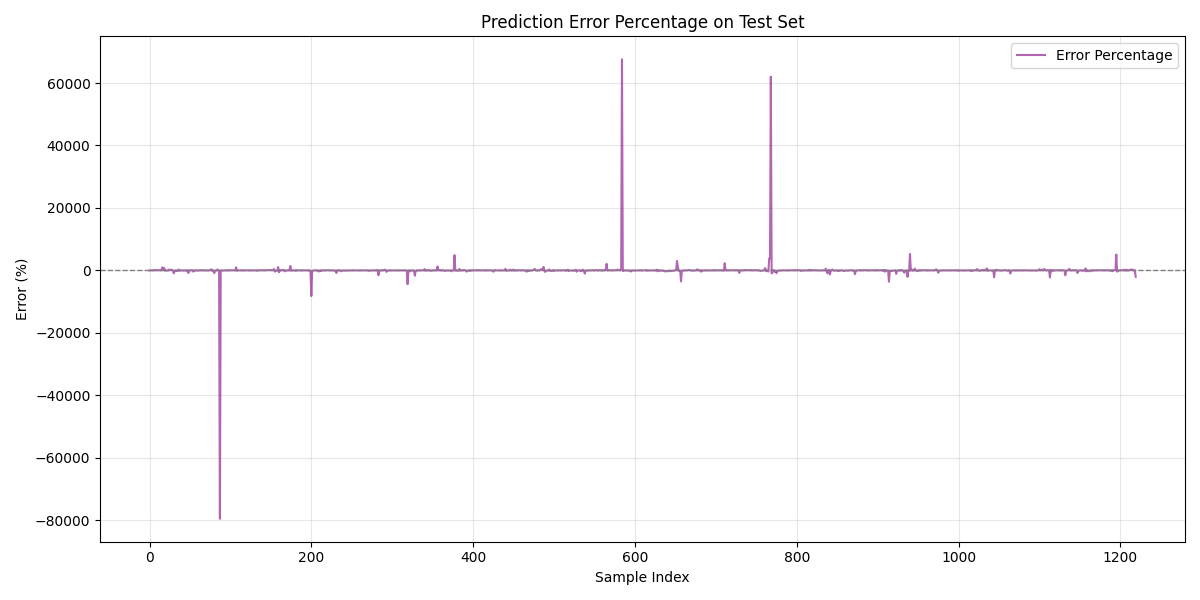 Prediction Error Percentage on Test Set
Error Percentage
60000
40000
20000
0
−20000
−40000
−60000
−80000
Error (%)
0 200 400 600 800 1000 1200
Sample Index